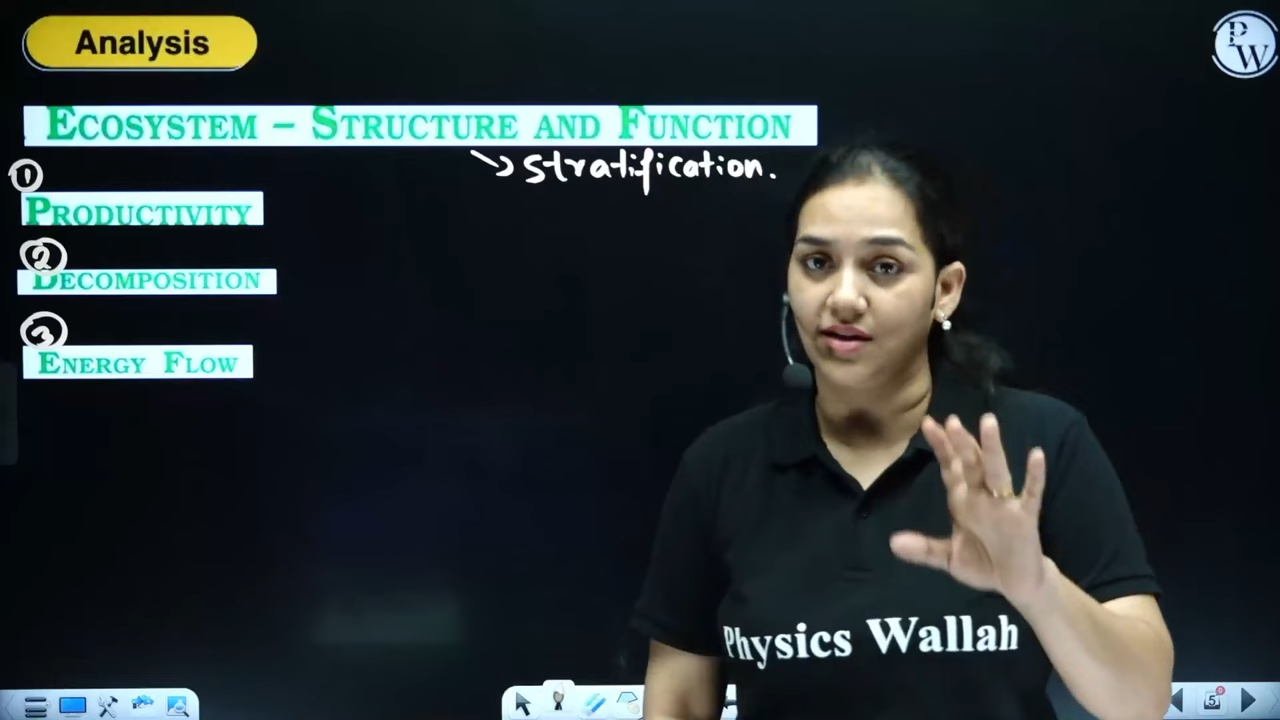 Analysis
PW
ECOSYSTEM – STRUCTURE AND FUNCTION
→ stratification.
①
PRODUCTIVITY
②
DECOMPOSITION
③
ENERGY FLOW
Physics Wallah
5